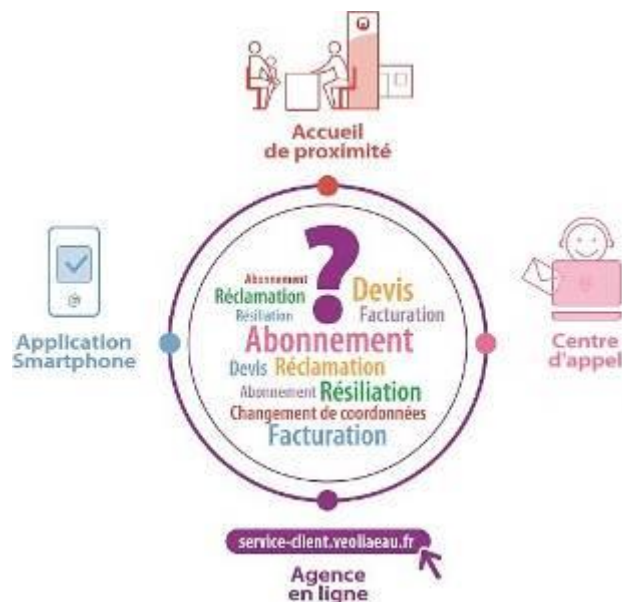 Accueil
de proximité
?
Abonnement
Réclamation
Devis
Résiliation
Facturation
Abonnement
Devis Réclamation
Abonnement Résiliation
Changement de coordonnées
Facturation
Application
Smartphone
Centre
d'appel
service-client.veoliaeau.fr
Agence
en ligne